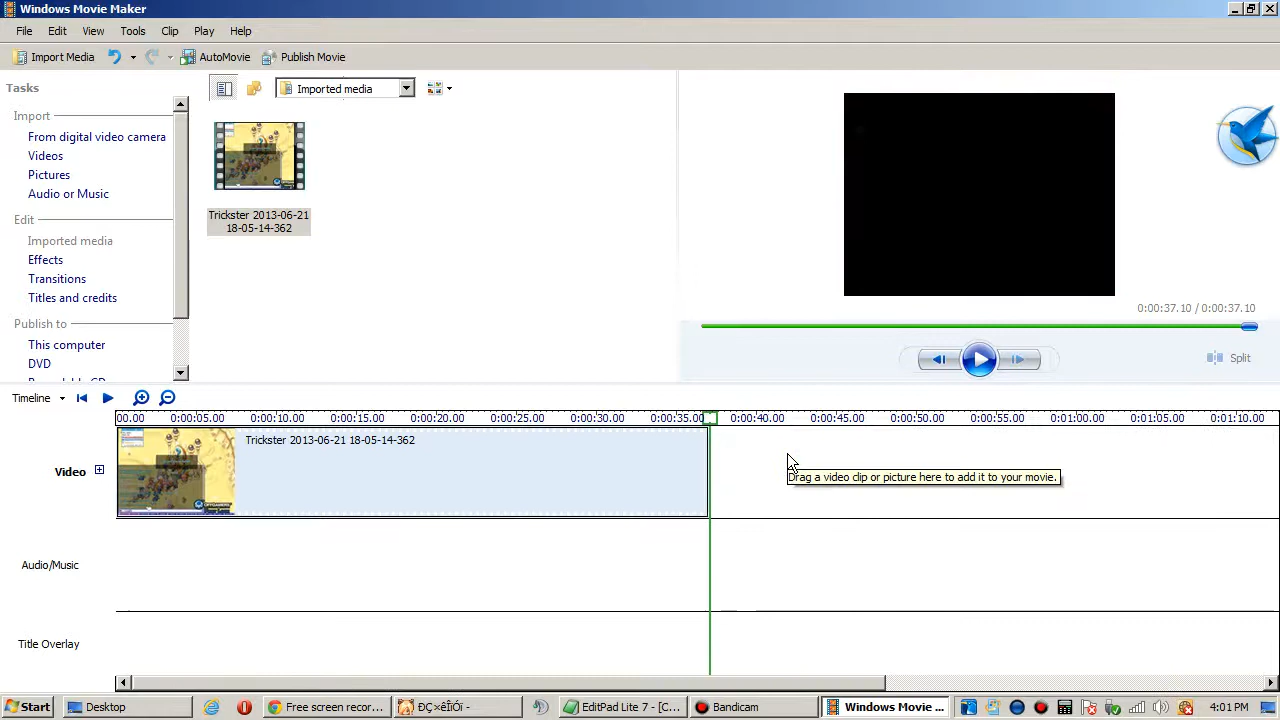 Windows Movie Maker
File Edit View Tools Clip Play Help
Import Media AutoMovie Publish Movie
Tasks
Imported media
Import
From digital video camera
Videos
Pictures
Audio or Music
Edit
Imported media
Effects
Transitions
Titles and credits
Publish to
This computer
DVD
Trickster 2013-06-21
18-05-14-362
0:00:37.10 / 0:00:37.10
Split
Timeline
00.00 0:00:05.00 0:00:10.00 0:00:15.00 0:00:20.00 0:00:25.00 0:00:30.00 0:00:35.00 0:00:40.00 0:00:45.00 0:00:50.00 0:00:55.00 0:01:00.00 0:01:05.00 0:01:10.00
Trickster 2013-06-21 18-05-14-362
Video
Drag a video clip or picture here to add it to your movie.
Audio/Music
Title Overlay
Start Desktop Free screen recor... ÐÇ×êÎïÓï - EditPad Lite 7 - [C... Bandicam Windows Movie ... 4:01 PM